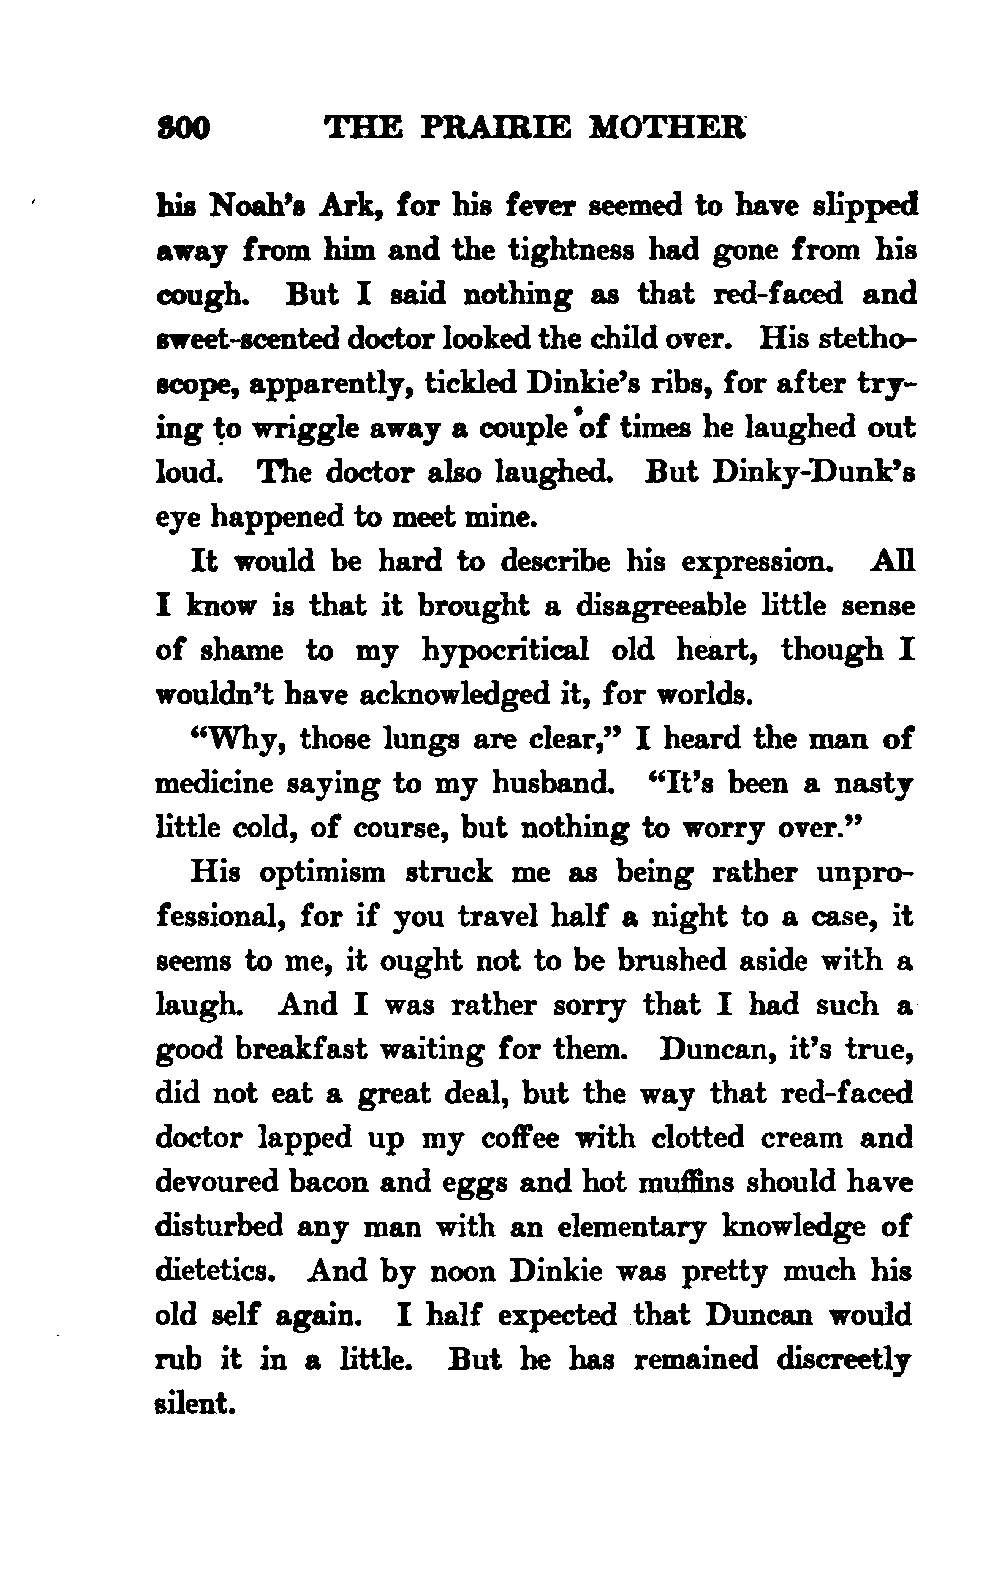 300 THE PRAIRIE MOTHER
his Noah's Ark, for his fever seemed to have slipped
away from him and the tightness had gone from his
cough. But I said nothing as that red-faced and
sweet-scented doctor looked the child over. His stetho-
scope, apparently, tickled Dinkie's ribs, for after try-
ing to wriggle away a couple of times he laughed out
loud. The doctor also laughed. But Dinky-Dunk's
eye happened to meet mine.
It would be hard to describe his expression. All
I know is that it brought a disagreeable little sense
of shame to my hypocritical old heart, though I
wouldn't have acknowledged it, for worlds.
“Why, those lungs are clear,” I heard the man of
medicine saying to my husband. “It's been a nasty
little cold, of course, but nothing to worry over.”
His optimism struck me as being rather unpro-
fessional, for if you travel half a night to a case, it
seems to me, it ought not to be brushed aside with a
laugh. And I was rather sorry that I had such a
good breakfast waiting for them. Duncan, it's true,
did not eat a great deal, but the way that red-faced
doctor lapped up my coffee with clotted cream and
devoured bacon and eggs and hot muffins should have
disturbed any man with an elementary knowledge of
dietetics. And by noon Dinkie was pretty much his
old self again. I half expected that Duncan would
rub it in a little. But he has remained discreetly
silent.